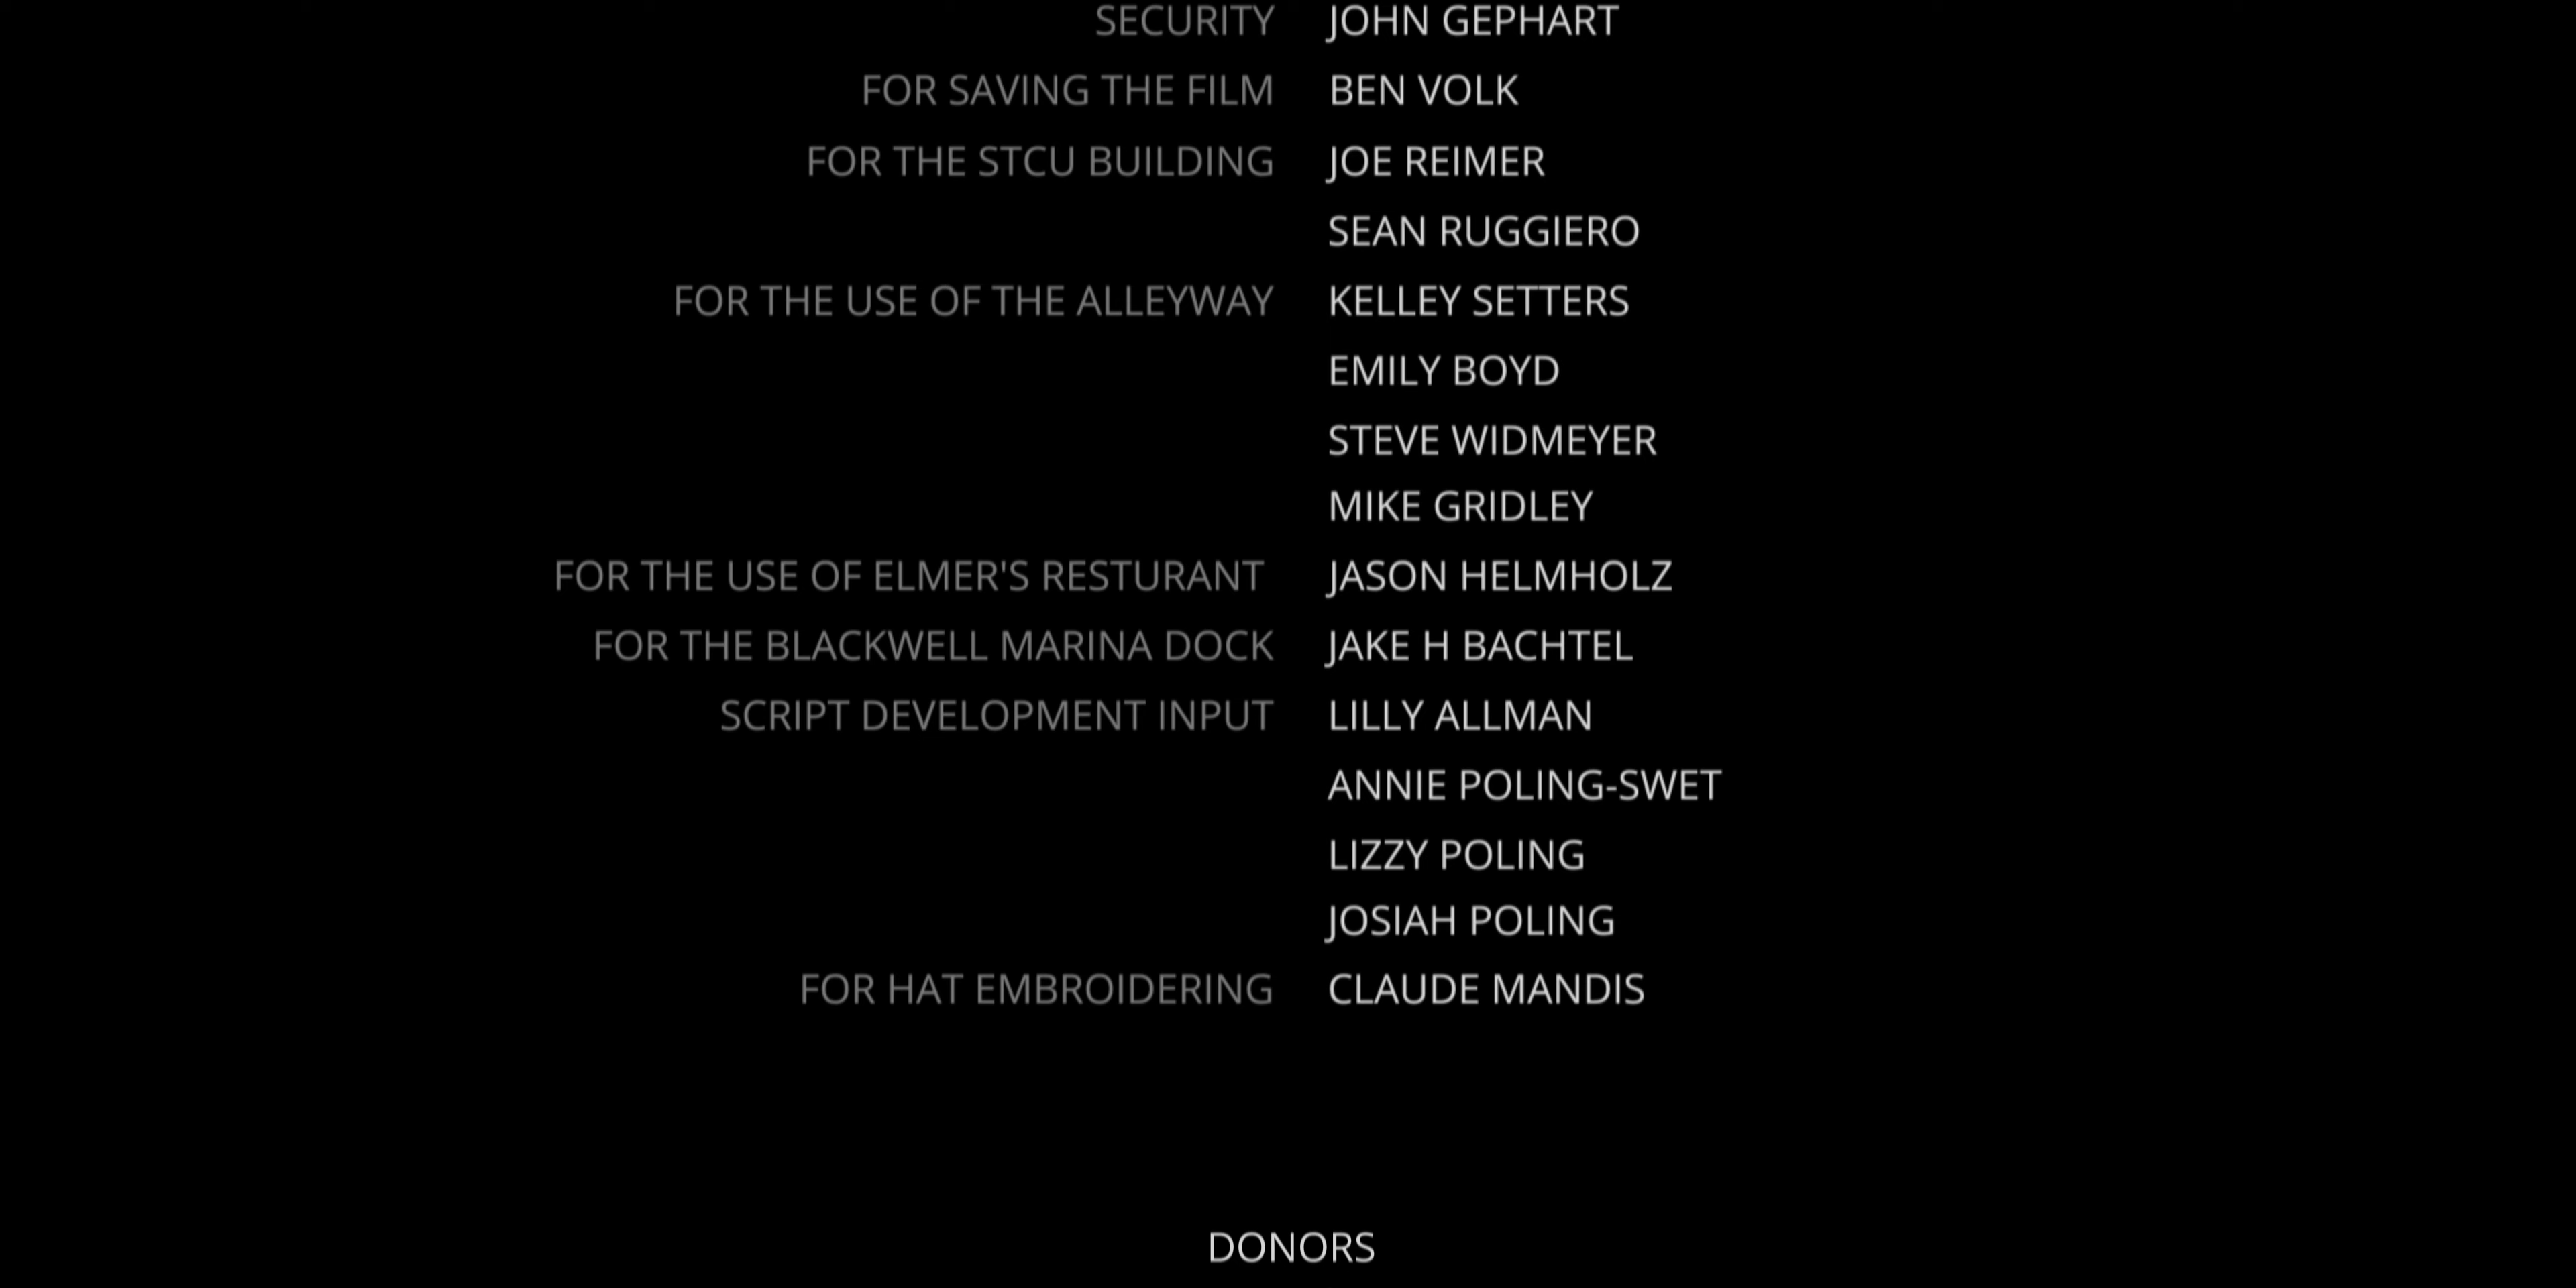 SECURITY JOHN GEPHART
FOR SAVING THE FILM BEN VOLK
FOR THE STCU BUILDING JOE REIMER
SEAN RUGGIERO
FOR THE USE OF THE ALLEYWAY KELLEY SETTERS
EMILY BOYD
STEVE WIDMEYER
MIKE GRIDLEY
FOR THE USE OF ELMER'S RESTURANT JASON HELMHOLZ
FOR THE BLACKWELL MARINA DOCK JAKE H BACHTEL
SCRIPT DEVELOPMENT INPUT LILLY ALLMAN
ANNIE POLING-SWET
LIZZY POLING
JOSIAH POLING
FOR HAT EMBROIDERING CLAUDE MANDIS
DONORS